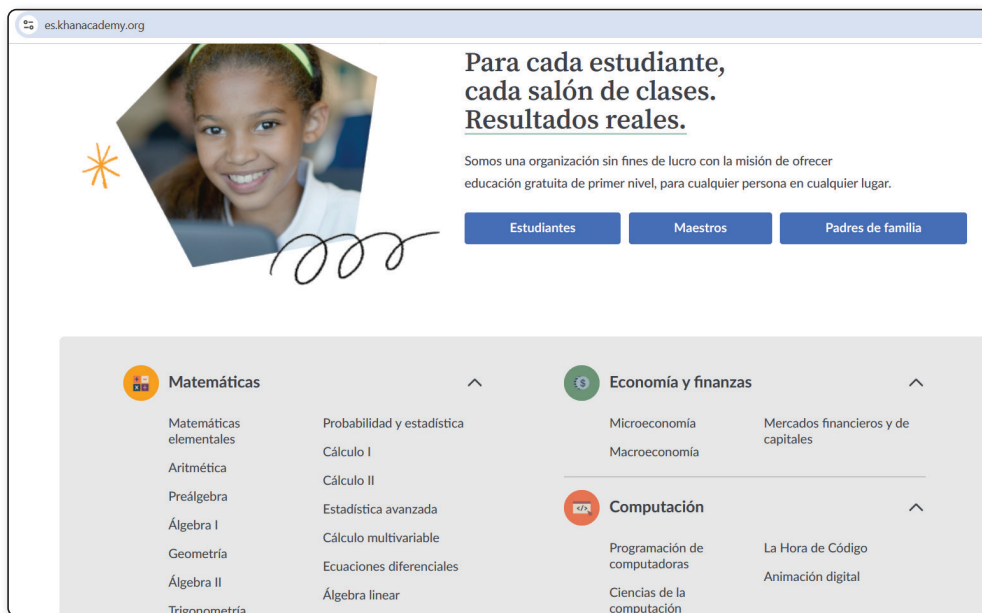 es.khanacademy.org
Para cada estudiante,
cada salón de clases.
Resultados reales.
Somos una organización sin fines de lucro con la misión de ofrecer
educación gratuita de primer nivel, para cualquier persona en cualquier lugar.
Estudiantes
Maestros
Padres de familia
Matemáticas
Matemáticas
elementales
Aritmética
Preálgebra
Álgebra I
Geometría
Álgebra II
Trigonometría
Probabilidad y estadística
Cálculo I
Cálculo II
Estadística avanzada
Cálculo multivariable
Ecuaciones diferenciales
Álgebra linear
Economía y finanzas
Microeconomía
Macroeconomía
Mercados financieros y de
capitales
Computación
Programación de
computadoras
Ciencias de la
computación
La Hora de Código
Animación digital